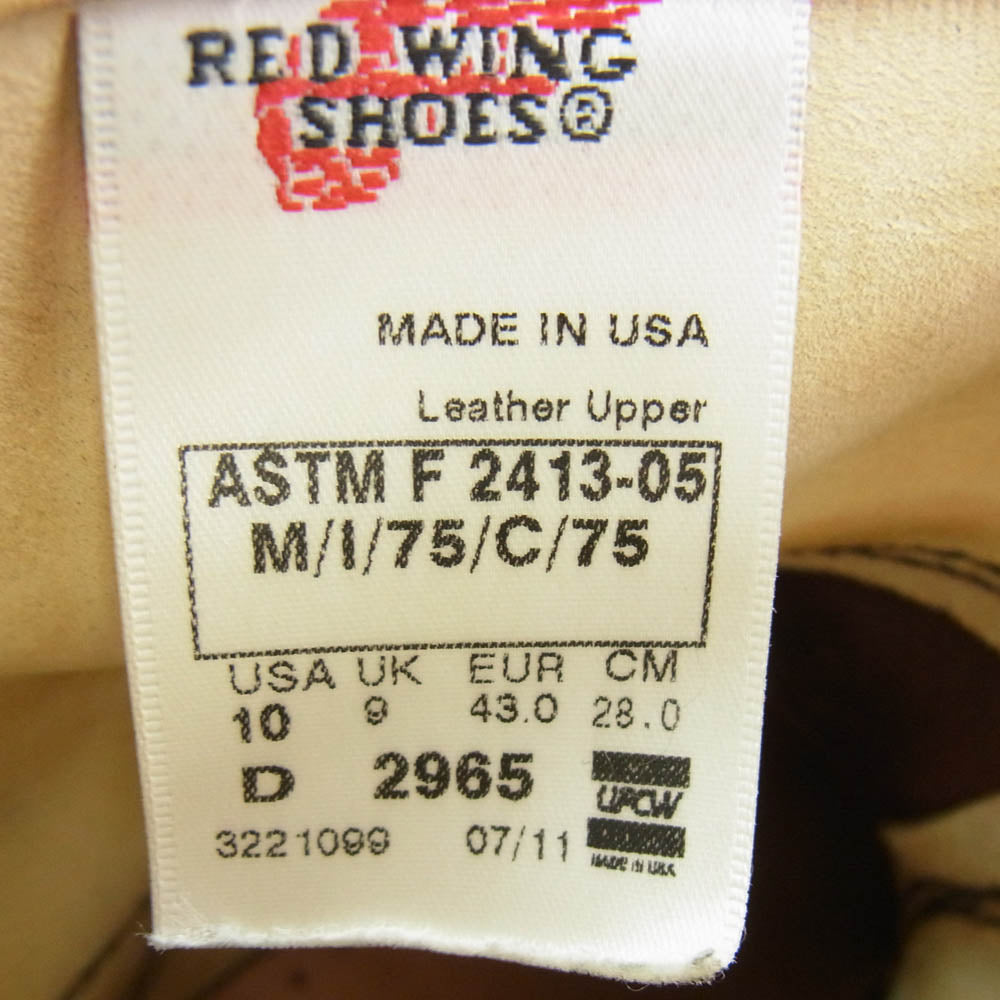 RED WING
SHOES®
MADE IN USA
Leather Upper
ASTM F 2413-05
M/I/75/C/75
USA UK EUR CM
10 9 43.0 28.0
D 2965
UFCW
3221099 07/11
MADE IN USA